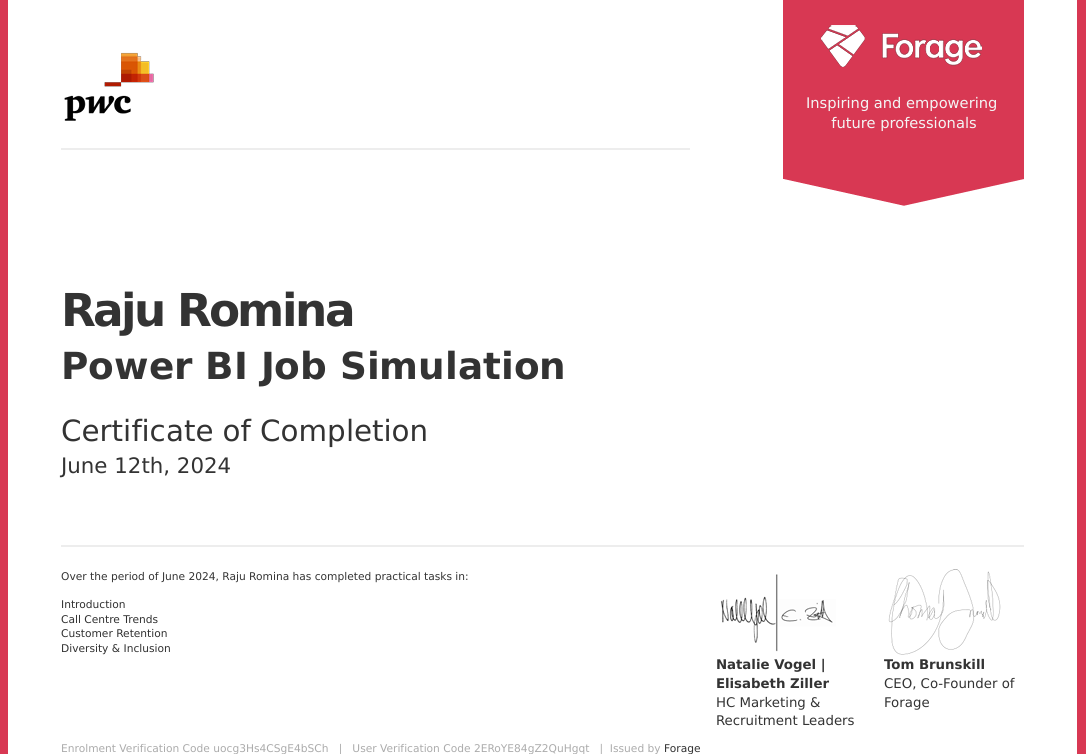 pwc
Forage
Inspiring and empowering
future professionals
Raju Romina
Power BI Job Simulation
Certificate of Completion
June 12th, 2024
Over the period of June 2024, Raju Romina has completed practical tasks in:
Introduction
Call Centre Trends
Customer Retention
Diversity & Inclusion
Natalie Vogel |
Elisabeth Ziller
HC Marketing &
Recruitment Leaders
Tom Brunskill
CEO, Co-Founder of
Forage
Enrolment Verification Code uocg3Hs4CSgE4bSCh | User Verification Code 2ERoYE84gZ2QuHgqt | Issued by Forage